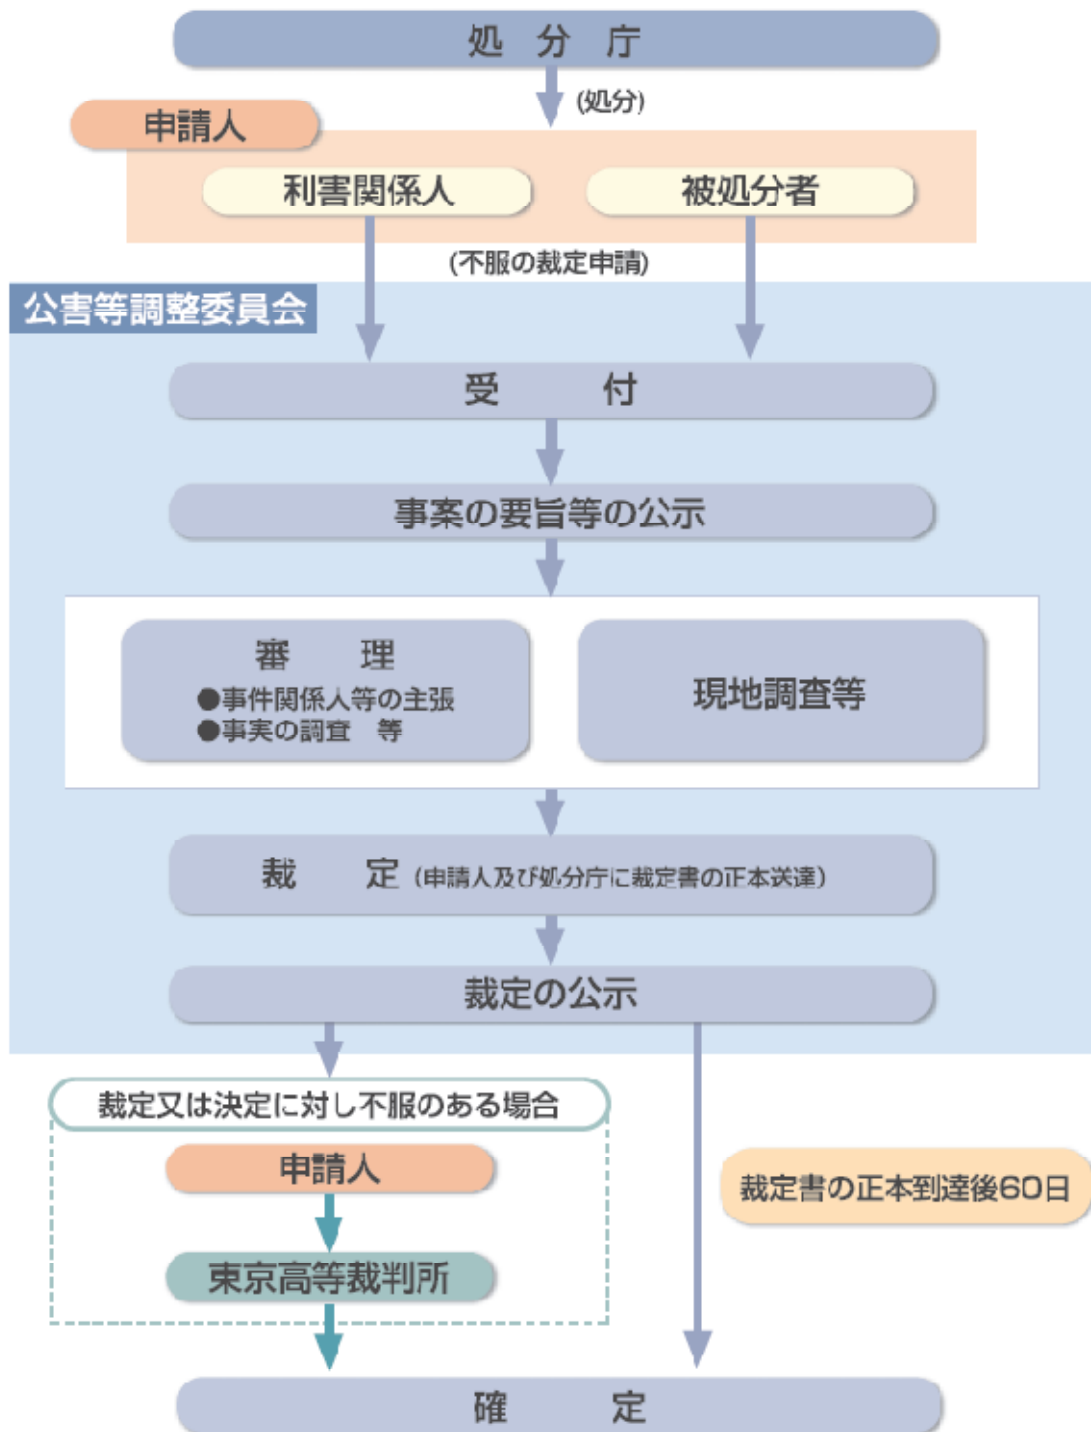 処分庁
(処分)
申請人
利害関係人
被処分者
(不服の裁定申請)
公害等調整委員会
受付
事案の要旨等の公示
審理
●事件関係人等の主張
●事実の調査 等
現地調査等
裁定(申請人及び処分庁に裁定書の正本送達)
裁定の公示
裁定又は決定に対し不服のある場合
申請人
裁定書の正本到達後60日
東京高等裁判所
確定